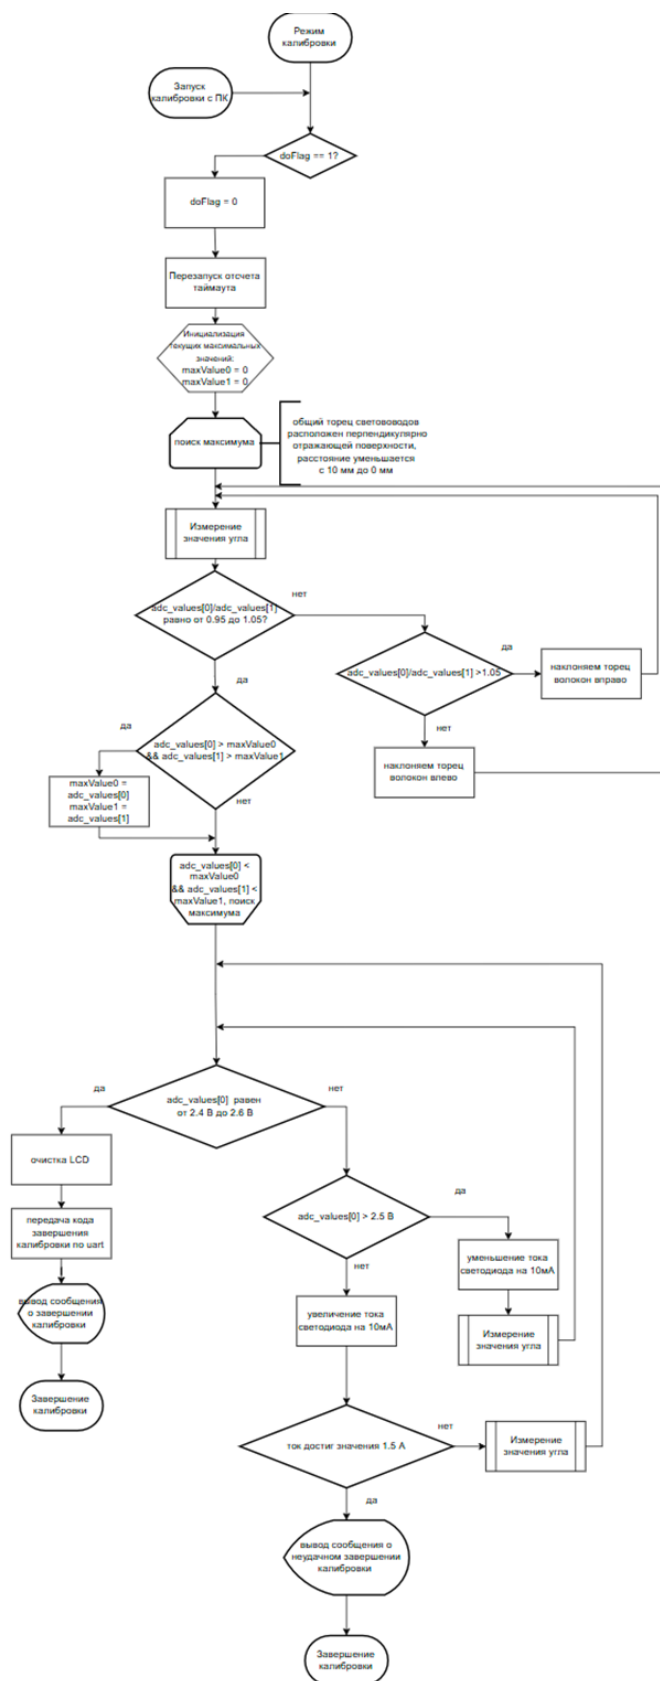 Режим
калибровки
Запуск
калибровки с ПК
doFlag == 1?
doFlag = 0
Перезапуск отсчета
таймаута
Инициализация
текущих максимальных
значений:
maxValue0 = 0
maxValue1 = 0
поиск максимума
общий торец световодов
расположен перпендикулярно
отражающей поверхности,
расстояние уменьшается
с 10 мм до 0 мм
Измерение
значения угла
adc_values[0]/adc_values[1]
равно от 0.95 до 1.05?
нет
да
adc_values[0]/adc_values[1] >1.05
да
наклоняем торец
волокон вправо
нет
наклоняем торец
волокон влево
да
adc_values[0] > maxValue0
&& adc_values[1] > maxValue1
maxValue0 =
adc_values[0]
maxValue1 =
adc_values[1]
нет
adc_values[0] <
maxValue0
&& adc_values[1] <
maxValue1, поиск
максимума
да
нет
adc_values[0] равен
от 2.4 В до 2.6 В
очистка LCD
передача кода
завершения
калибровки по uart
вывод сообщения
о завершении
калибровки
Завершение
калибровки
adc_values[0] > 2.5 В
да
уменьшение тока
светодиода на 10мА
Измерение
значения угла
нет
увеличение тока
светодиода на 10мА
ток достиг значения 1.5 А
нет
Измерение
значения угла
да
вывод сообщения о
неудачном завершении
калибровки
Завершение
калибровки